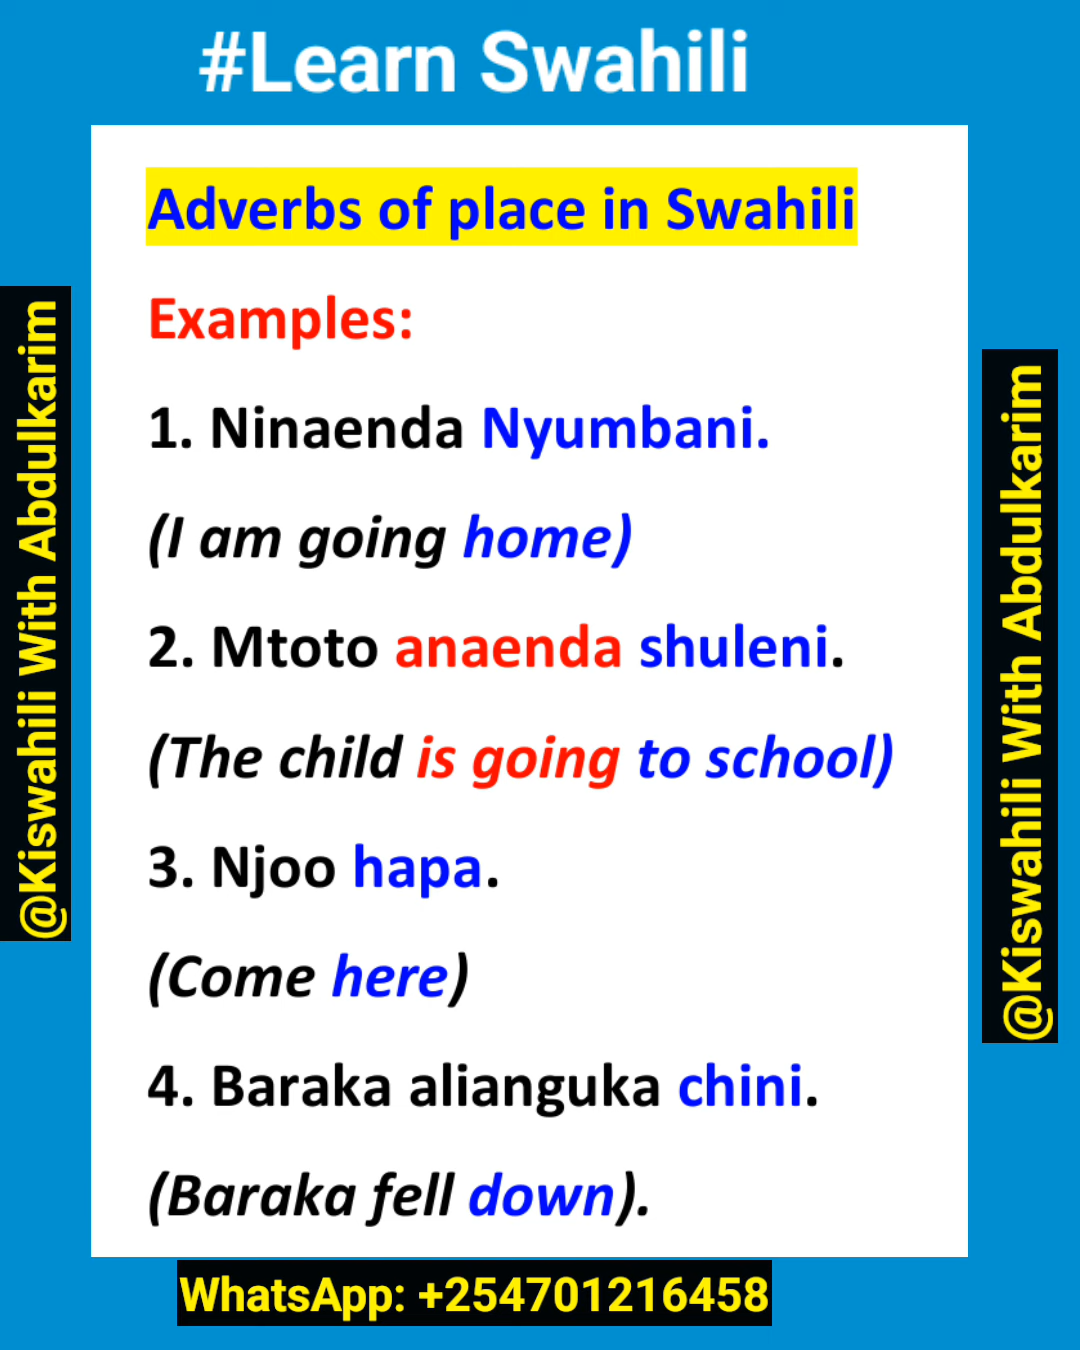 #Learn Swahili
Adverbs of place in Swahili
Examples:
1. Ninaenda Nyumbani.
(I am going home)
2. Mtoto anaenda shuleni.
(The child is going to school)
3. Njoo hapa.
(Come here)
4. Baraka alianguka chini.
(Baraka fell down).
@Kiswahili With Abdulkarim
@Kiswahili With Abdulkarim
WhatsApp: +254701216458